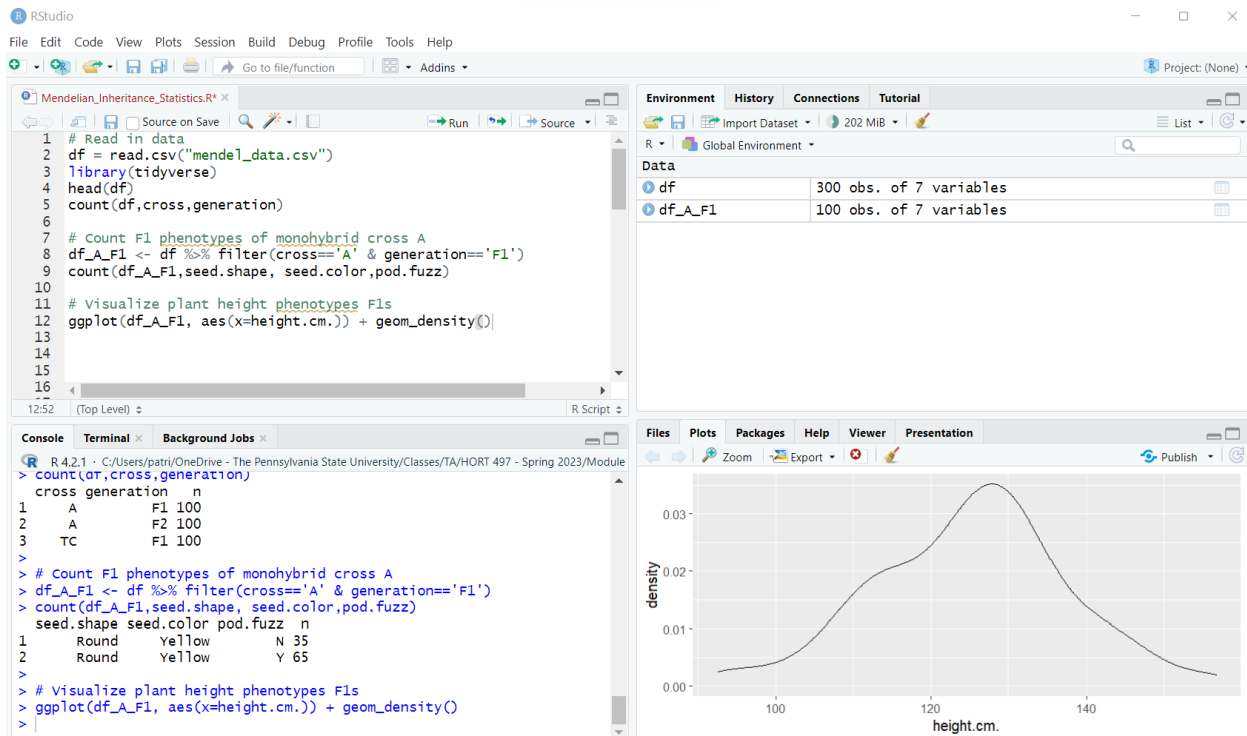 RStudio
File Edit Code View Plots Session Build Debug Profile Tools Help
Go to file/function Addins Project: (None)
Mendelian_Inheritance_Statistics.R*
Source on Save Run Source
1 # Read in data
2 df = read.csv("mendel_data.csv")
3 library(tidyverse)
4 head(df)
5 count(df,cross,generation)
6
7 # Count F1 phenotypes of monohybrid cross A
8 df_A_F1 <- df %>% filter(cross=='A' & generation=='F1')
9 count(df_A_F1,seed.shape, seed.color,pod.fuzz)
10
11 # Visualize plant height phenotypes F1s
12 ggplot(df_A_F1, aes(x=height.cm.)) + geom_density()
13
14
15
16
12:52 (Top Level) R Script
Console Terminal Background Jobs
R 4.2.1 · C:/Users/patri/OneDrive - The Pennsylvania State University/Classes/TA/HORT 497 - Spring 2023/Module
> count(df,cross,generation)
cross generation n
1 A F1 100
2 A F2 100
3 TC F1 100
>
> # Count F1 phenotypes of monohybrid cross A
> df_A_F1 <- df %>% filter(cross=='A' & generation=='F1')
> count(df_A_F1,seed.shape, seed.color,pod.fuzz)
seed.shape seed.color pod.fuzz n
1 Round Yellow N 35
2 Round Yellow Y 65
>
> # Visualize plant height phenotypes F1s
> ggplot(df_A_F1, aes(x=height.cm.)) + geom_density()
>
Environment History Connections Tutorial
Import Dataset 202 MiB List
R Global Environment
Data
df 300 obs. of 7 variables
df_A_F1 100 obs. of 7 variables
Files Plots Packages Help Viewer Presentation
Zoom Export Publish
0.03
0.02
0.01
0.00
density
100 120 140
height.cm.